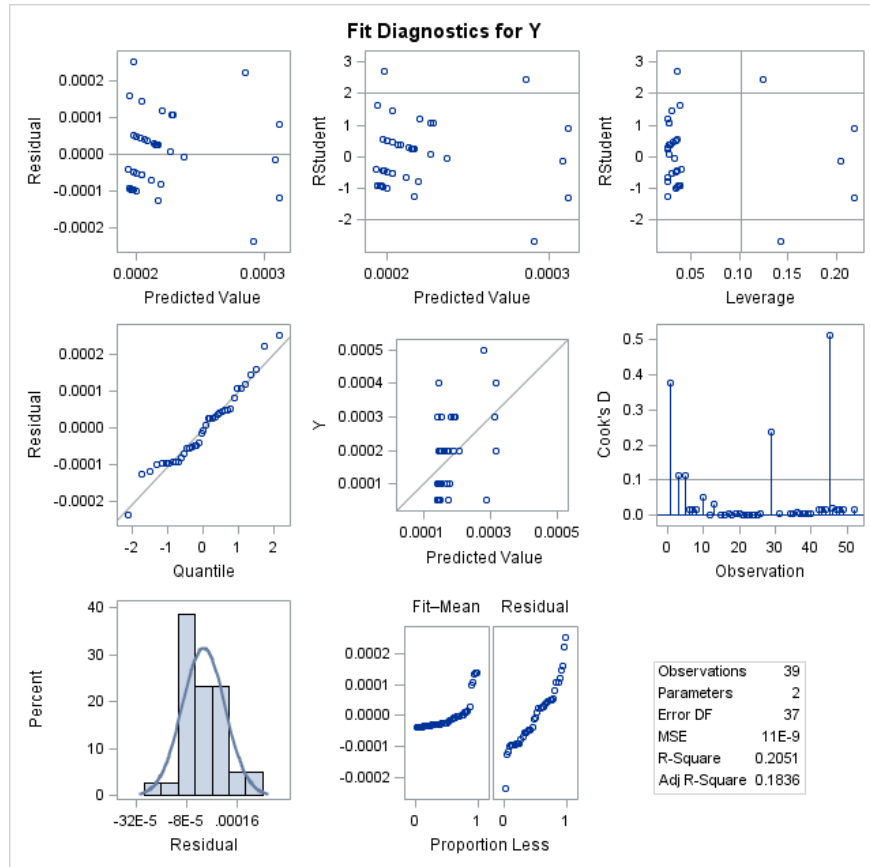 Fit Diagnostics for Y
Residual
0.0002
0.0001
0.0000
-0.0001
-0.0002
0.0002
0.0003
Predicted Value
RStudent
3
2
1
0
-1
-2
0.0002
0.0003
Predicted Value
RStudent
3
2
1
0
-1
-2
0.05
0.10
0.15
0.20
Leverage
Residual
0.0002
0.0001
0.0000
-0.0001
-0.0002
-2
-1
0
1
2
Quantile
Y
0.0005
0.0004
0.0003
0.0002
0.0001
0.0001
0.0003
0.0005
Predicted Value
Cook's D
0.5
0.4
0.3
0.2
0.1
0.0
0
10
20
30
40
50
Observation
Percent
40
30
20
10
0
-32E-5
-8E-5
.00016
Residual
Fit–Mean
Residual
0.0002
0.0001
0.0000
-0.0001
-0.0002
0
1
0
1
Proportion Less
Observations 39
Parameters 2
Error DF 37
MSE 11E-9
R-Square 0.2051
Adj R-Square 0.1836